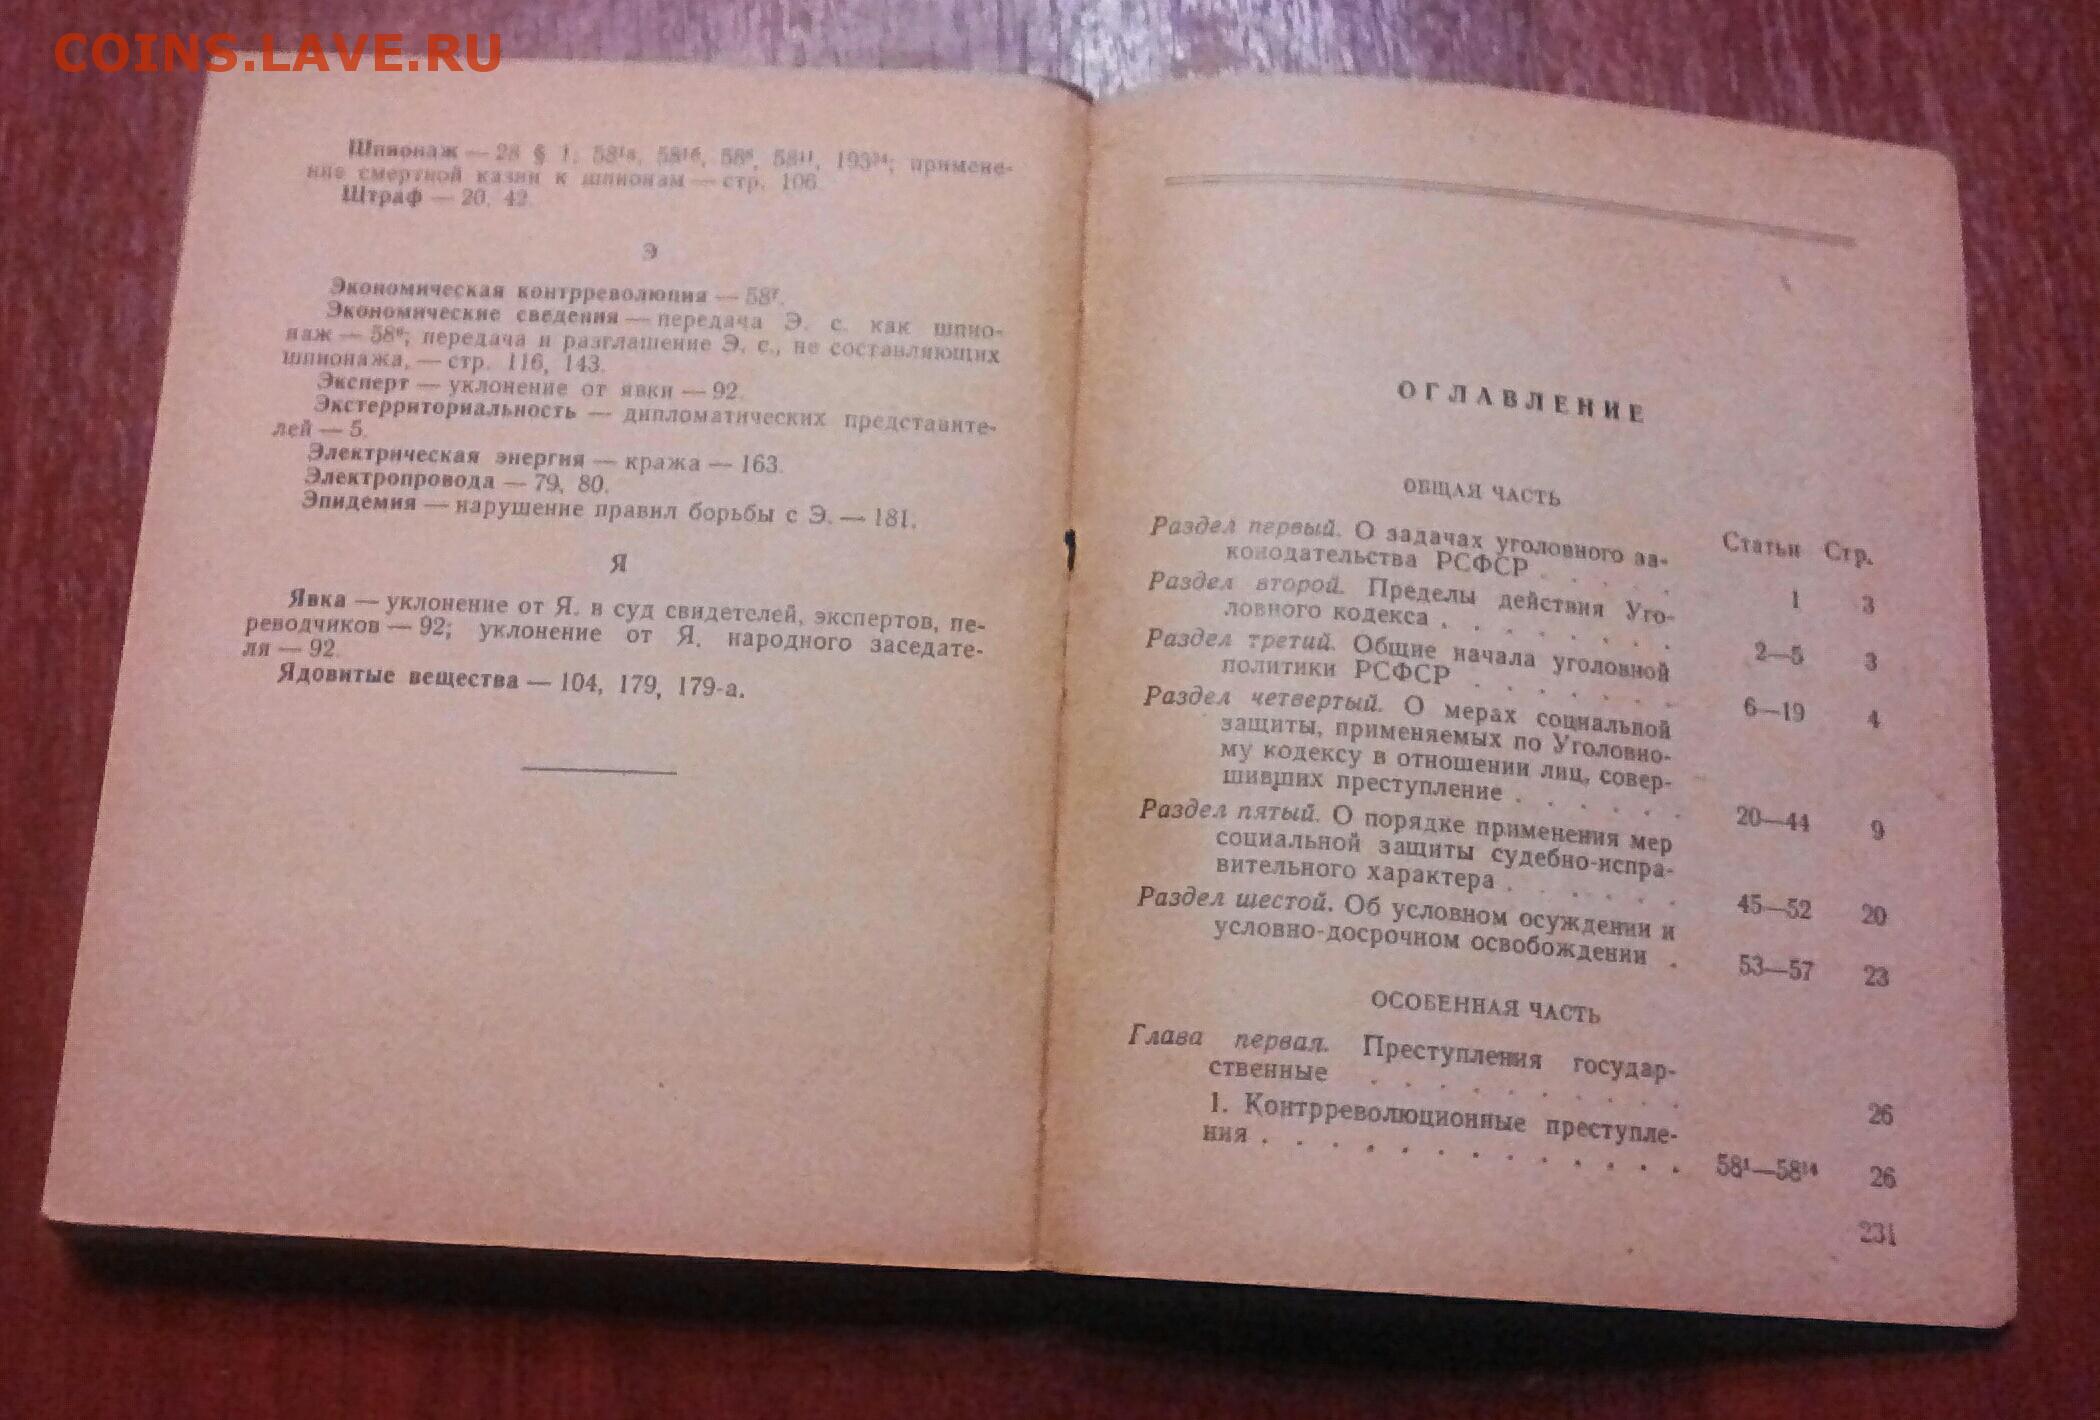 COINS.LAVE.RU
Шпионаж — 28 § 1, 58¹ᵃ, 58¹ᵇ, 58⁶, 58¹¹, 193²⁴; примене-
ние смертной казни к шпионам — стр. 106.
Штраф — 20, 42.
Э
Экономическая контрреволюция — 58⁷.
Экономические сведения — передача Э. с. как шпио-
наж — 58⁶; передача и разглашение Э. с., не составляющих
шпионажа, — стр. 116, 143.
Эксперт — уклонение от явки — 92.
Экстерриториальность — дипломатических представите-
лей — 5.
Электрическая энергия — кража — 163.
Электропровода — 79, 80.
Эпидемия — нарушение правил борьбы с Э. — 181.
Я
Явка — уклонение от Я. в суд свидетелей, экспертов, пе-
реводчиков — 92; уклонение от Я. народного заседате-
ля — 92.
Ядовитые вещества — 104, 179, 179-а.
ОГЛАВЛЕНИЕ
ОБЩАЯ ЧАСТЬ
Статьи Стр.
Раздел первый. О задачах уголовного за-
конодательства РСФСР . . . . . 1 3
Раздел второй. Пределы действия Уго-
ловного кодекса . . . . . . . 2—5 3
Раздел третий. Общие начала уголовной
политики РСФСР . . . . . . . 6—19 4
Раздел четвертый. О мерах социальной
защиты, применяемых по Уголовно-
му кодексу в отношении лиц, совер-
шивших преступление . . . . . . 20—44 9
Раздел пятый. О порядке применения мер
социальной защиты судебно-испра-
вительного характера . . . . . . 45—52 20
Раздел шестой. Об условном осуждении и
условно-досрочном освобождении . 53—57 23
ОСОБЕННАЯ ЧАСТЬ
Глава первая. Преступления государ-
ственные . . . . . . . . . . 26
1. Контрреволюционные преступле-
ния . . . . . . . . . . . . . 58¹—58¹⁴ 26
231